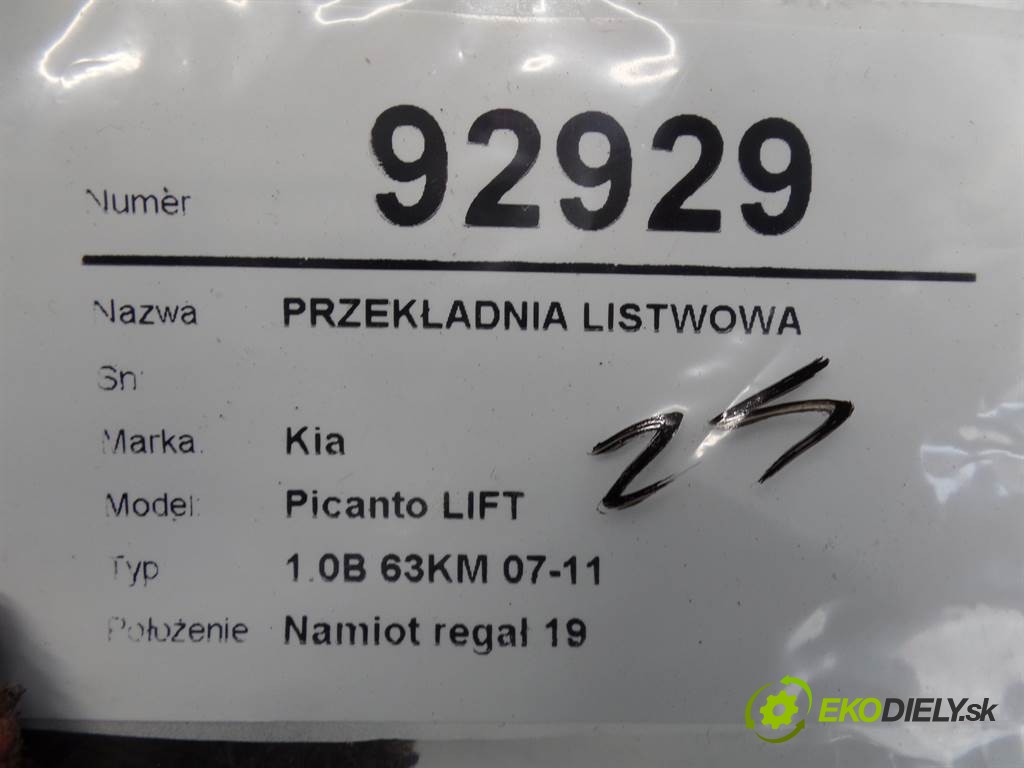 Numer 92929
Nazwa PRZEKŁADNIA LISTWOWA
Sn:
Marka: Kia
Model: Picanto LIFT
Typ 1.0B 63KM 07-11
Położenie Namiot regał 19
EKODIELY.sk